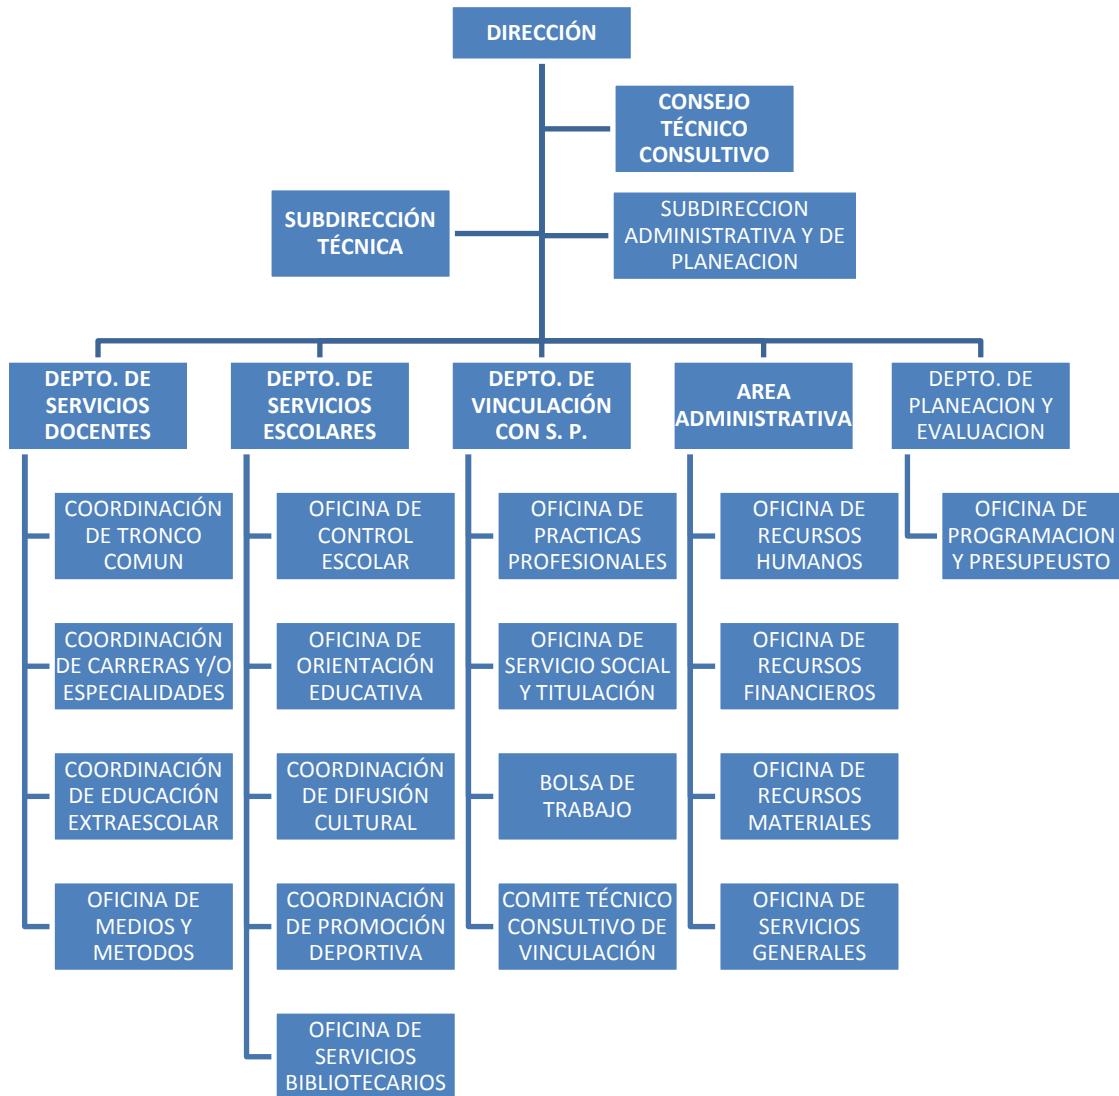 DIRECCIÓN
CONSEJO
TÉCNICO
CONSULTIVO
SUBDIRECCIÓN
TÉCNICA
SUBDIRECCION
ADMINISTRATIVA Y DE
PLANEACION
DEPTO. DE
SERVICIOS
DOCENTES
COORDINACIÓN
DE TRONCO
COMUN
COORDINACIÓN
DE CARRERAS Y/O
ESPECIALIDADES
COORDINACIÓN
DE EDUCACIÓN
EXTRAESCOLAR
OFICINA DE
MEDIOS Y
METODOS
DEPTO. DE
SERVICIOS
ESCOLARES
OFICINA DE
CONTROL
ESCOLAR
OFICINA DE
ORIENTACIÓN
EDUCATIVA
COORDINACIÓN
DE DIFUSIÓN
CULTURAL
COORDINACIÓN
DE PROMOCIÓN
DEPORTIVA
OFICINA DE
SERVICIOS
BIBLIOTECARIOS
DEPTO. DE
VINCULACIÓN
CON S. P.
OFICINA DE
PRACTICAS
PROFESIONALES
OFICINA DE
SERVICIO SOCIAL
Y TITULACIÓN
BOLSA DE
TRABAJO
COMITE TÉCNICO
CONSULTIVO DE
VINCULACIÓN
AREA
ADMINISTRATIVA
OFICINA DE
RECURSOS
HUMANOS
OFICINA DE
RECURSOS
FINANCIEROS
OFICINA DE
RECURSOS
MATERIALES
OFICINA DE
SERVICIOS
GENERALES
DEPTO. DE
PLANEACION Y
EVALUACION
OFICINA DE
PROGRAMACION
Y PRESUPEUSTO